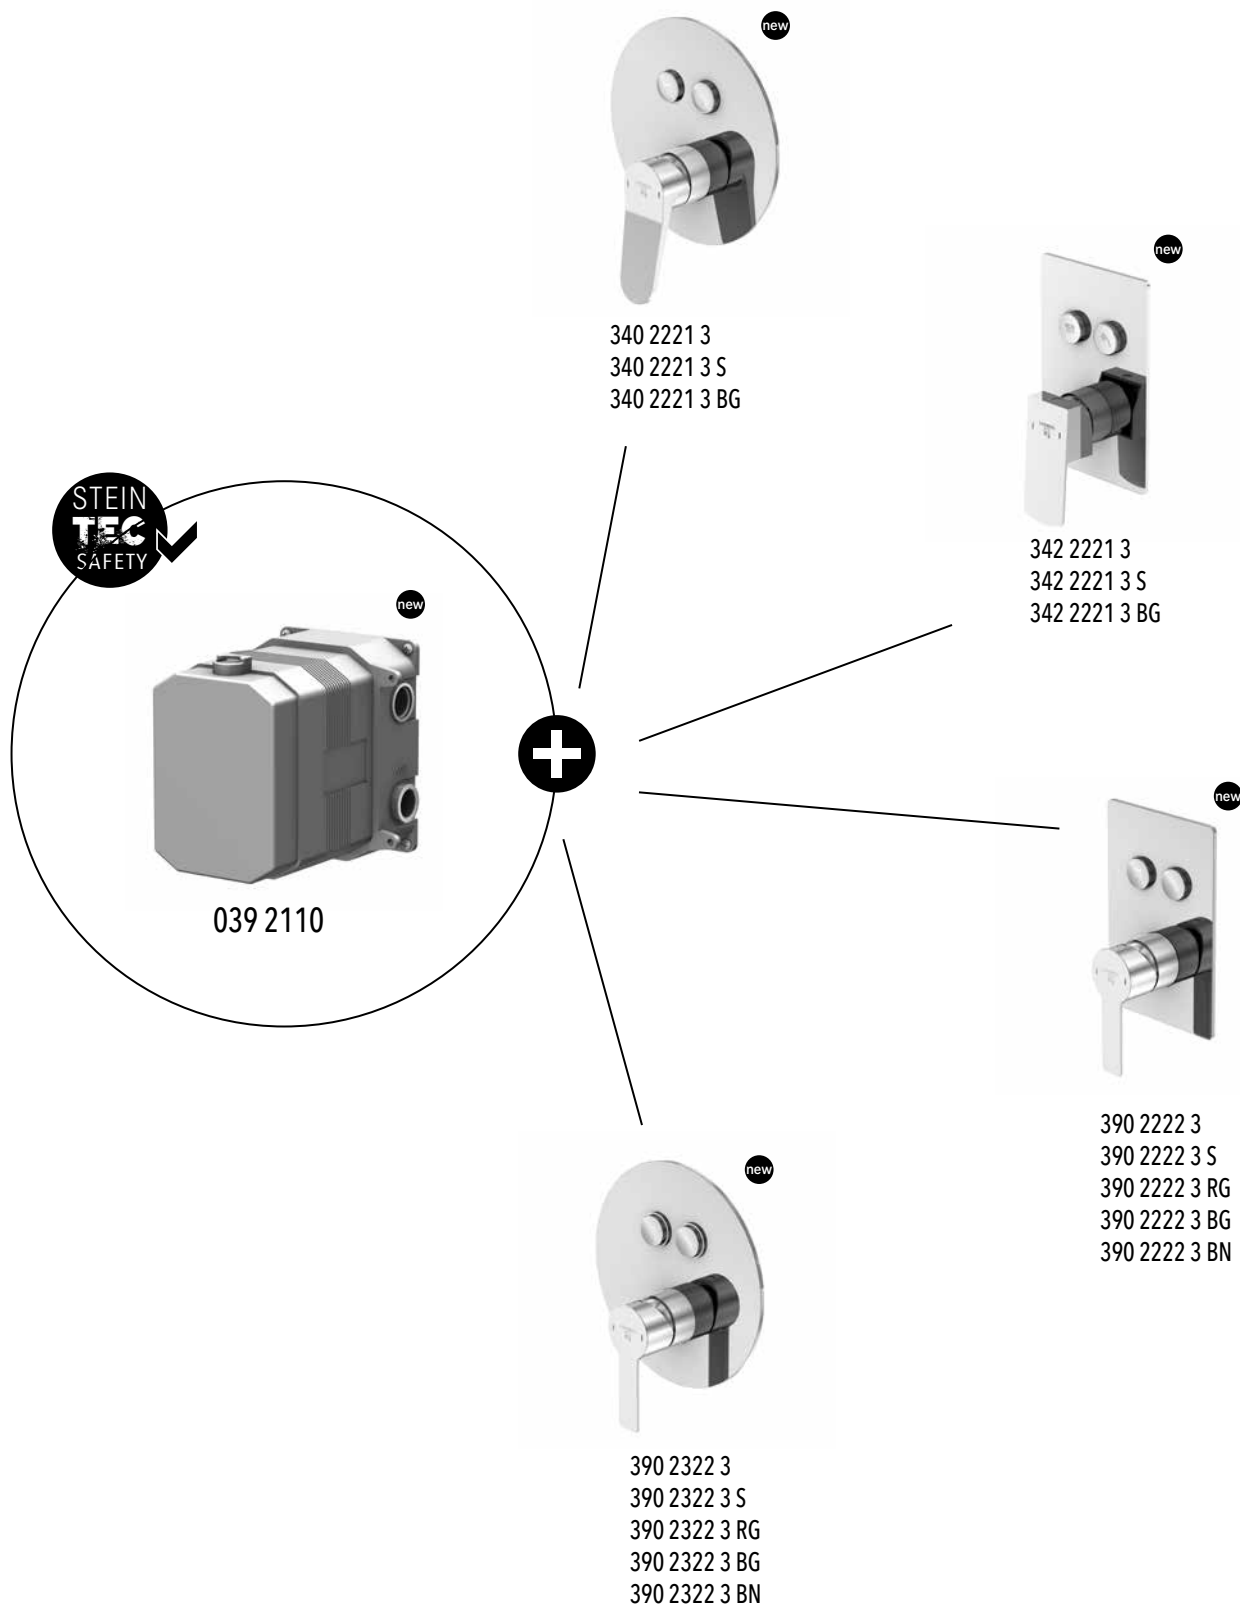 new
340 2221 3
340 2221 3 S
340 2221 3 BG
new
342 2221 3
342 2221 3 S
342 2221 3 BG
STEIN
TEC
SAFETY
new
039 2110
new
390 2222 3
390 2222 3 S
390 2222 3 RG
390 2222 3 BG
390 2222 3 BN
new
390 2322 3
390 2322 3 S
390 2322 3 RG
390 2322 3 BG
390 2322 3 BN